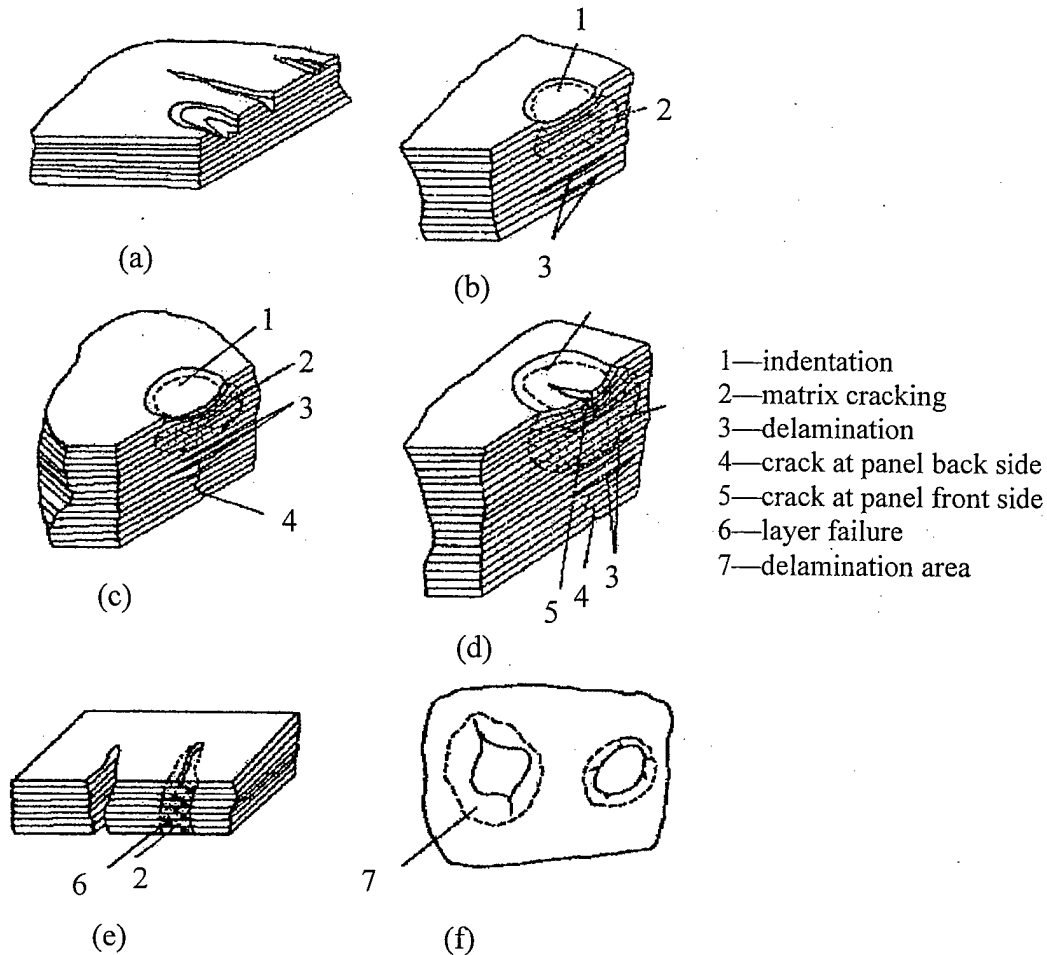 1
2
(a)
3
(b)
1
2
3
4
(c)
3
4
5
(d)
1—indentation
2—matrix cracking
3—delamination
4—crack at panel back side
5—crack at panel front side
6—layer failure
7—delamination area
6
2
(e)
7
(f)